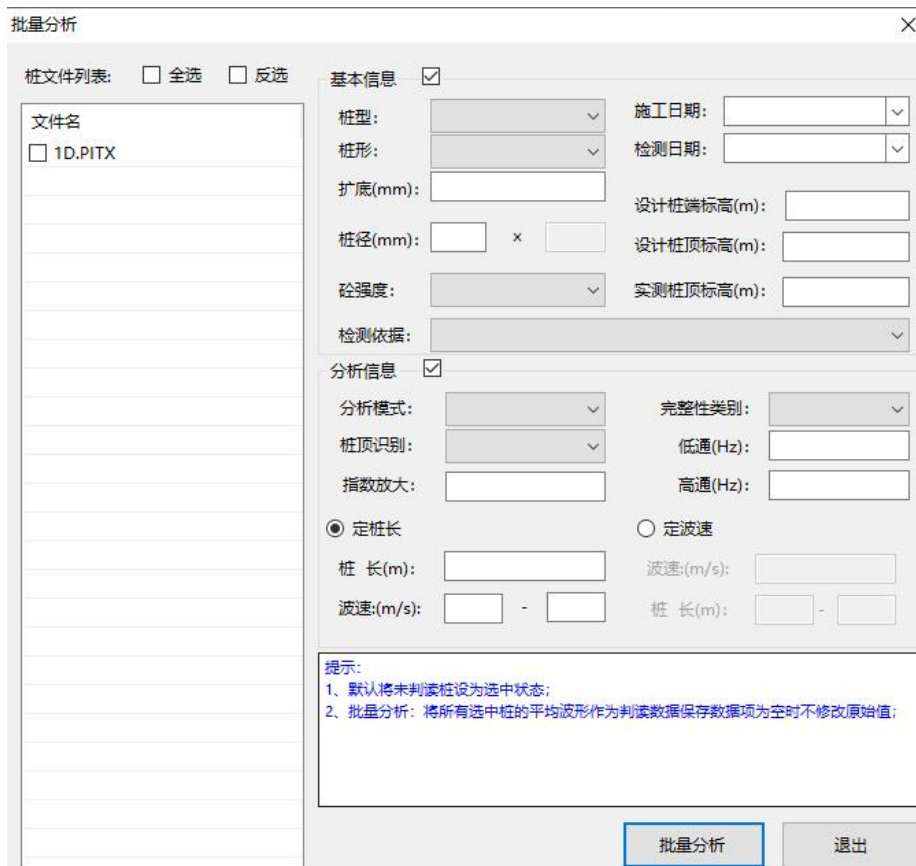 批量分析
桩文件列表: 全选 反选
文件名
1D.PITX
基本信息
桩型: 施工日期:
桩形: 检测日期:
扩底(mm): 设计桩端标高(m):
桩径(mm): × 设计桩顶标高(m):
砼强度: 实测桩顶标高(m):
检测依据:
分析信息
分析模式: 完整性类别:
桩顶识别: 低通(Hz):
指数放大: 高通(Hz):
定桩长 定波速
桩 长(m): 波速:(m/s):
波速:(m/s): - 桩 长(m): -
提示:
1、默认将未判读桩设为选中状态;
2、批量分析: 将所有选中桩的平均波形作为判读数据保存数据项为空时不修改原始值;
批量分析 退出